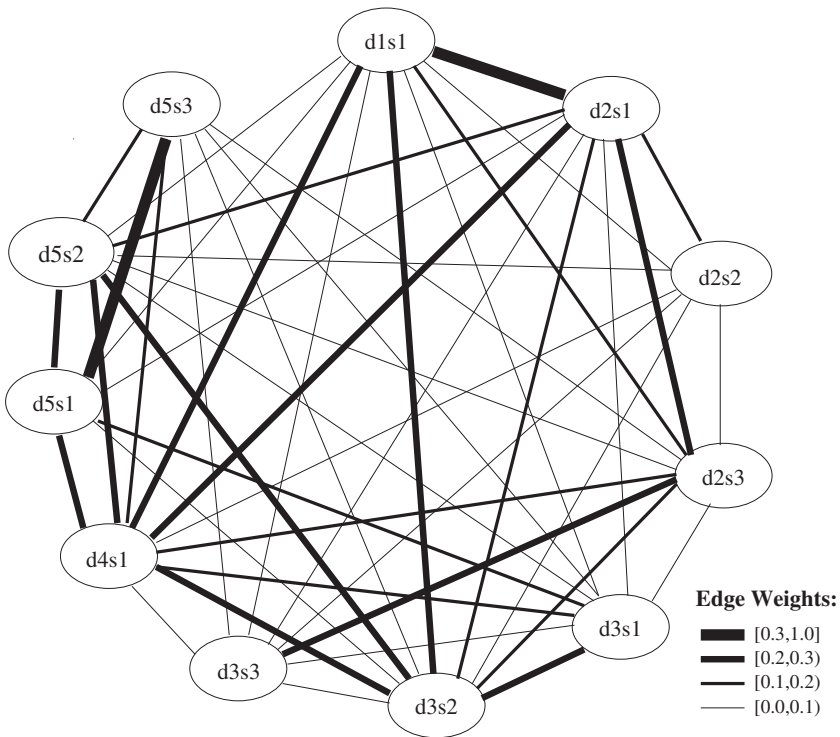 d1s1
d5s3
d2s1
d5s2
d2s2
d5s1
d2s3
d4s1
d3s1
d3s3
d3s2
Edge Weights:
[0.3,1.0]
[0.2,0.3)
[0.1,0.2)
[0.0,0.1)